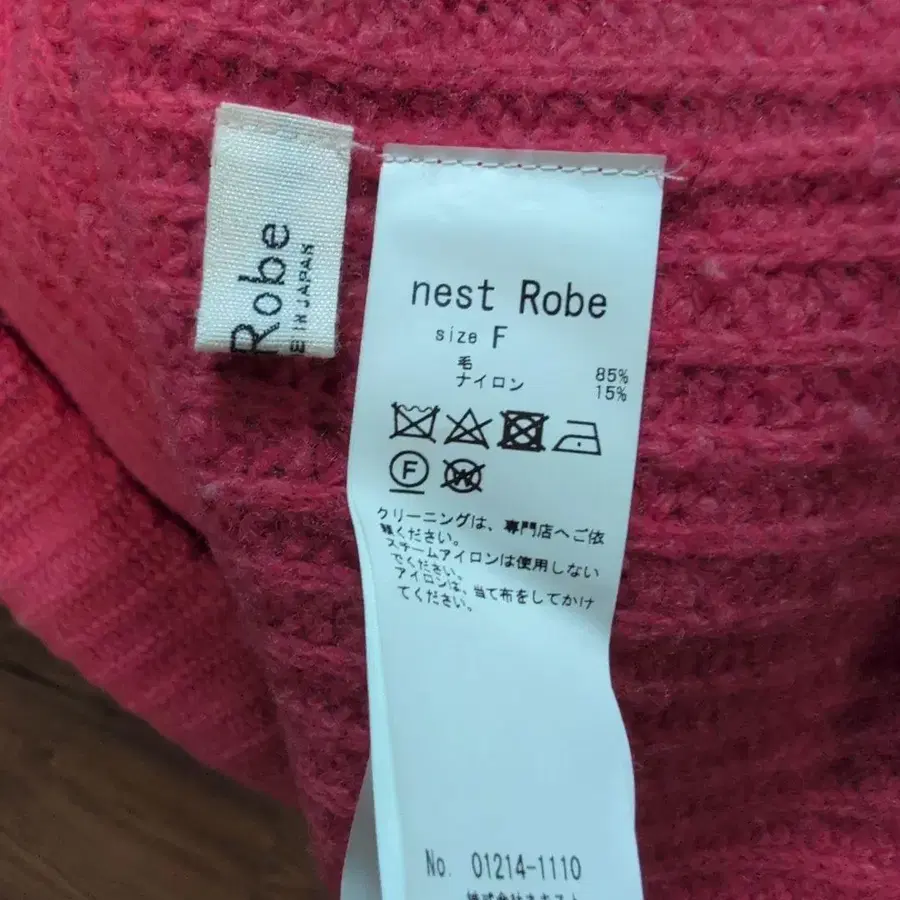 Robe
E IN JAPAN
nest Robe
size F
毛 85%
ナイロン 15%
F W
クリーニングは、専門店へご依
頼ください。
スチームアイロンは使用しない
でください。
アイロンは、当て布をしてかけ
てください。
No. 01214-1110